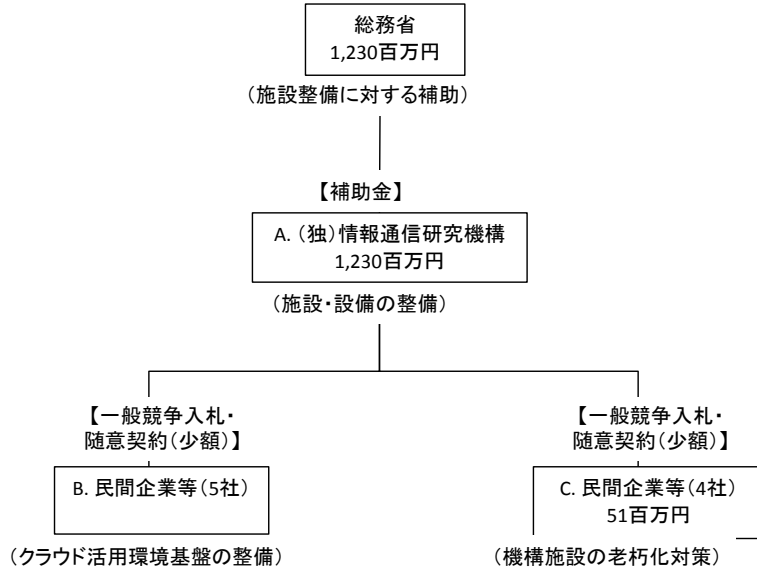 総務省
1,230百万円
（施設整備に対する補助）
【補助金】
A. （独）情報通信研究機構
1,230百万円
（施設・設備の整備）
【一般競争入札・
随意契約（少額）】
B. 民間企業等（5社）
（クラウド活用環境基盤の整備）
【一般競争入札・
随意契約（少額）】
C. 民間企業等（4社）
51百万円
（機構施設の老朽化対策）